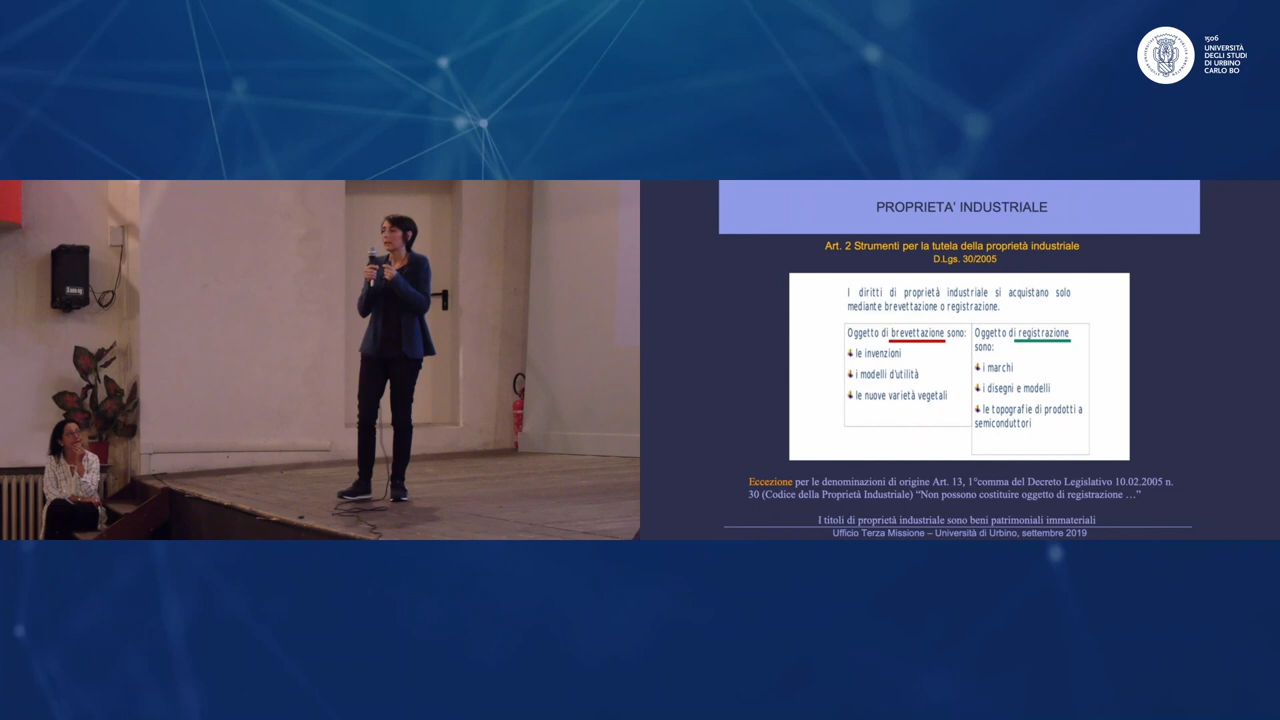 1506
UNIVERSITÀ
DEGLI STUDI
DI URBINO
CARLO BO
PROPRIETA' INDUSTRIALE
Art. 2 Strumenti per la tutela della proprietà industriale
D.Lgs. 30/2005
I diritti di proprietà industriale si acquistano solo
mediante brevettazione o registrazione.
Oggetto di brevettazione sono:
le invenzioni
i modelli d'utilità
le nuove varietà vegetali
Oggetto di registrazione
sono:
i marchi
i disegni e modelli
le topografie di prodotti a
semiconduttori
Eccezione per le denominazioni di origine Art. 13, 1°comma del Decreto Legislativo 10.02.2005 n.
30 (Codice della Proprietà Industriale) “Non possono costituire oggetto di registrazione …”
I titoli di proprietà industriale sono beni patrimoniali immateriali
Ufficio Terza Missione – Università di Urbino, settembre 2019